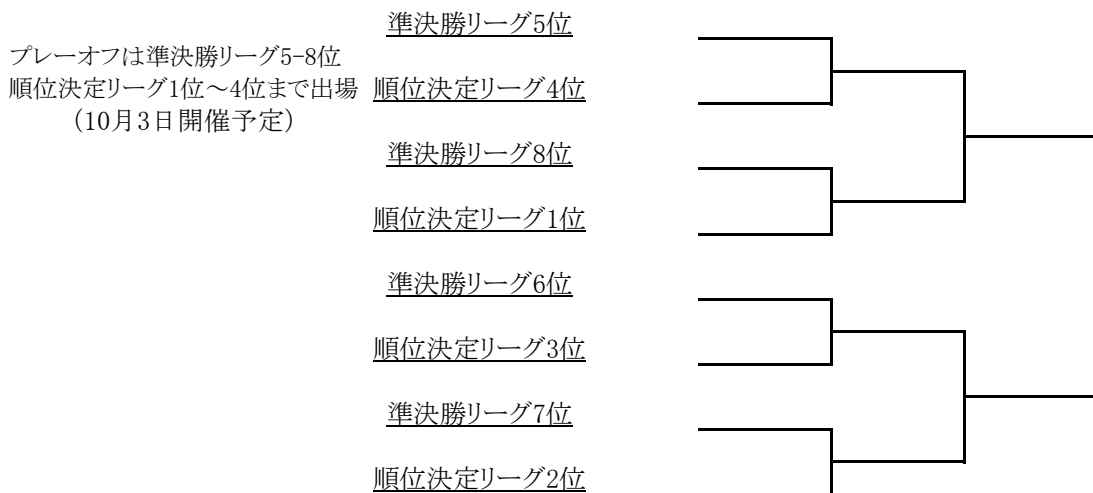 準決勝リーグ5位
プレーオフは準決勝リーグ5-8位
順位決定リーグ1位～4位まで出場
順位決定リーグ4位
(10月3日開催予定)
準決勝リーグ8位
順位決定リーグ1位
準決勝リーグ6位
順位決定リーグ3位
準決勝リーグ7位
順位決定リーグ2位